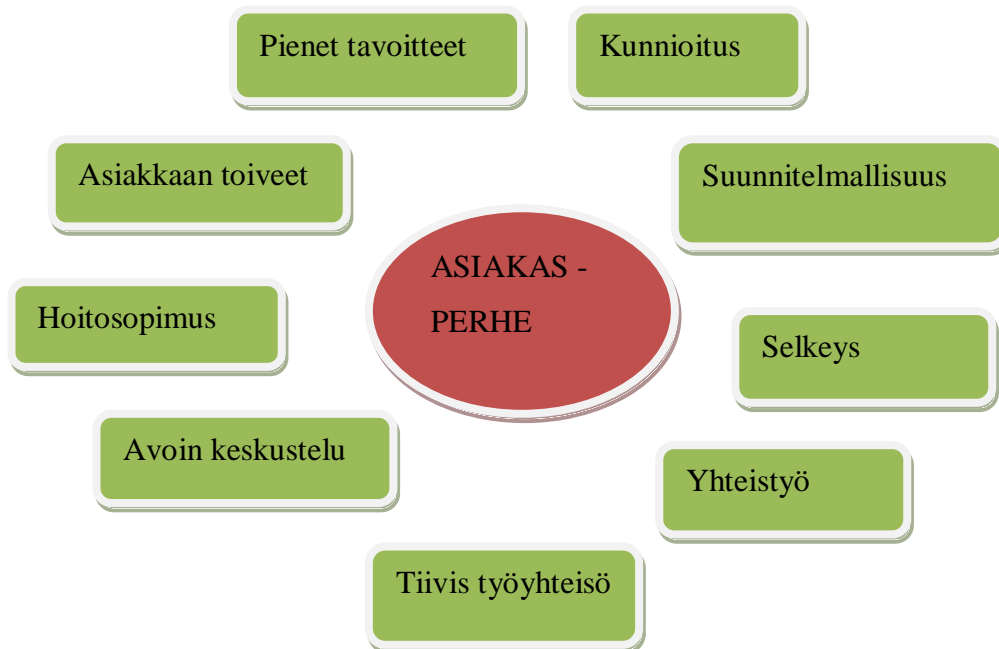 Pienet tavoitteet
Kunnioitus
Asiakkaan toiveet
Suunnitelmallisuus
ASIAKAS -
PERHE
Hoitosopimus
Selkeys
Avoin keskustelu
Yhteistyö
Tiivis työyhteisö